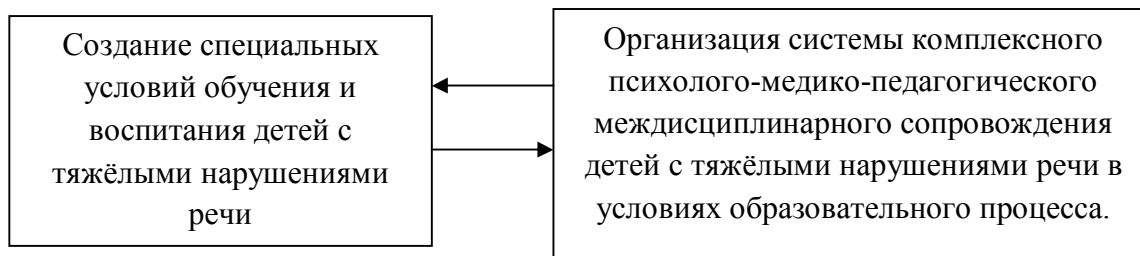 Создание специальных
условий обучения и
воспитания детей с
тяжёлыми нарушениями
речи
Организация системы комплексного
психолого-медико-педагогического
междисциплинарного сопровождения
детей с тяжёлыми нарушениями речи в
условиях образовательного процесса.